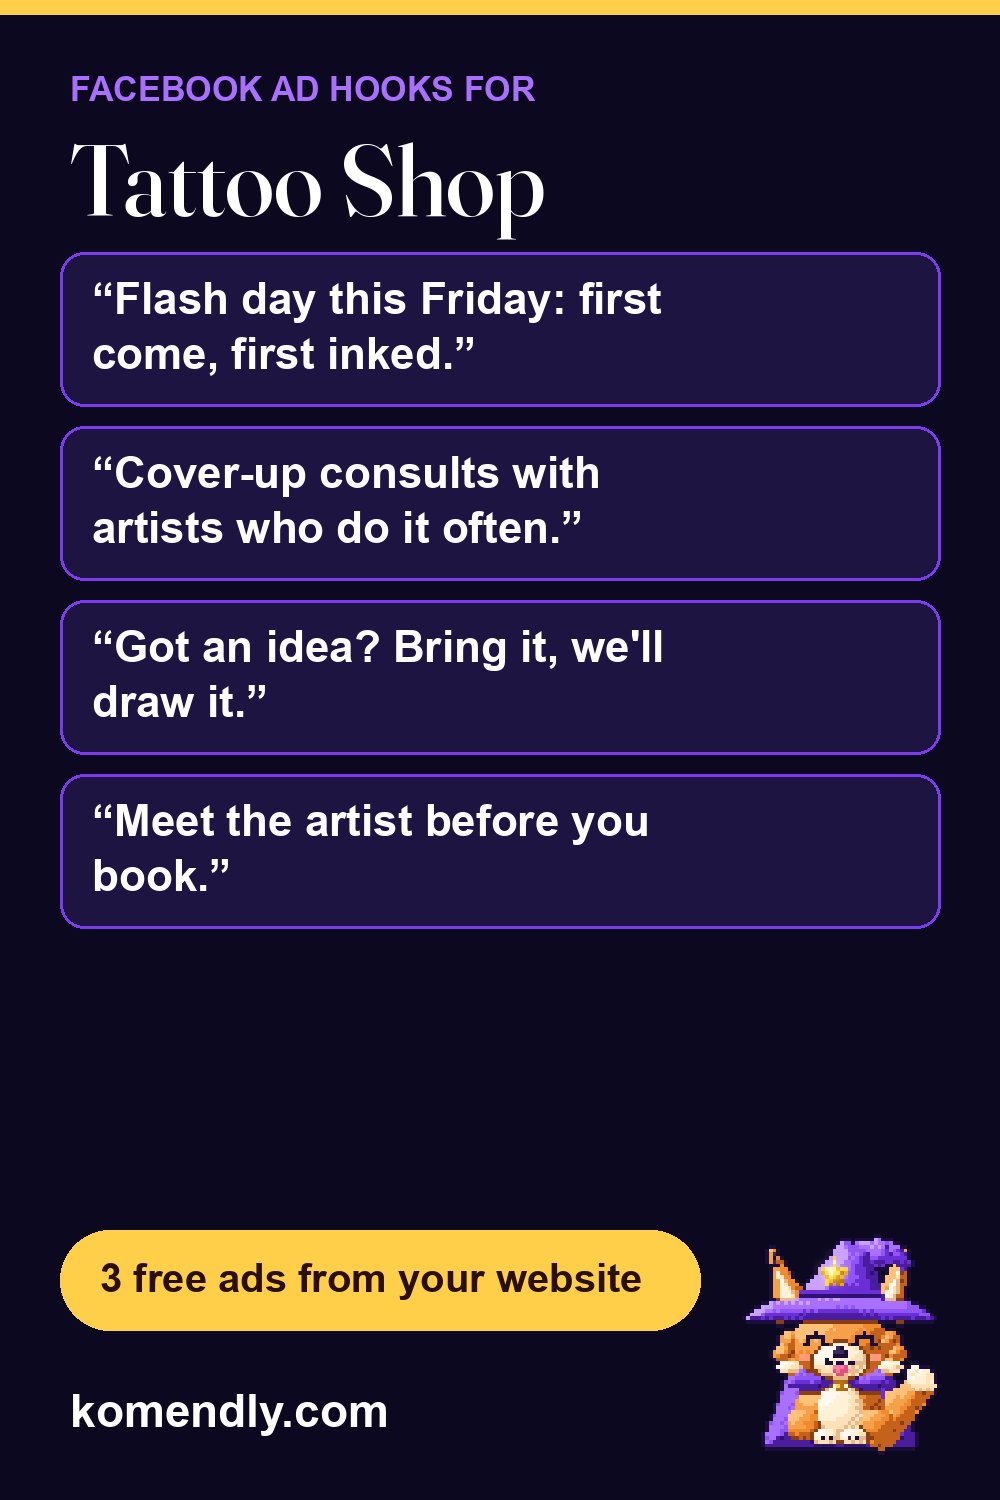 FACEBOOK AD HOOKS FOR
Tattoo Shop
“Flash day this Friday: first
come, first inked.”
“Cover-up consults with
artists who do it often.”
“Got an idea? Bring it, we'll
draw it.”
“Meet the artist before you
book.”
3 free ads from your website
komendly.com